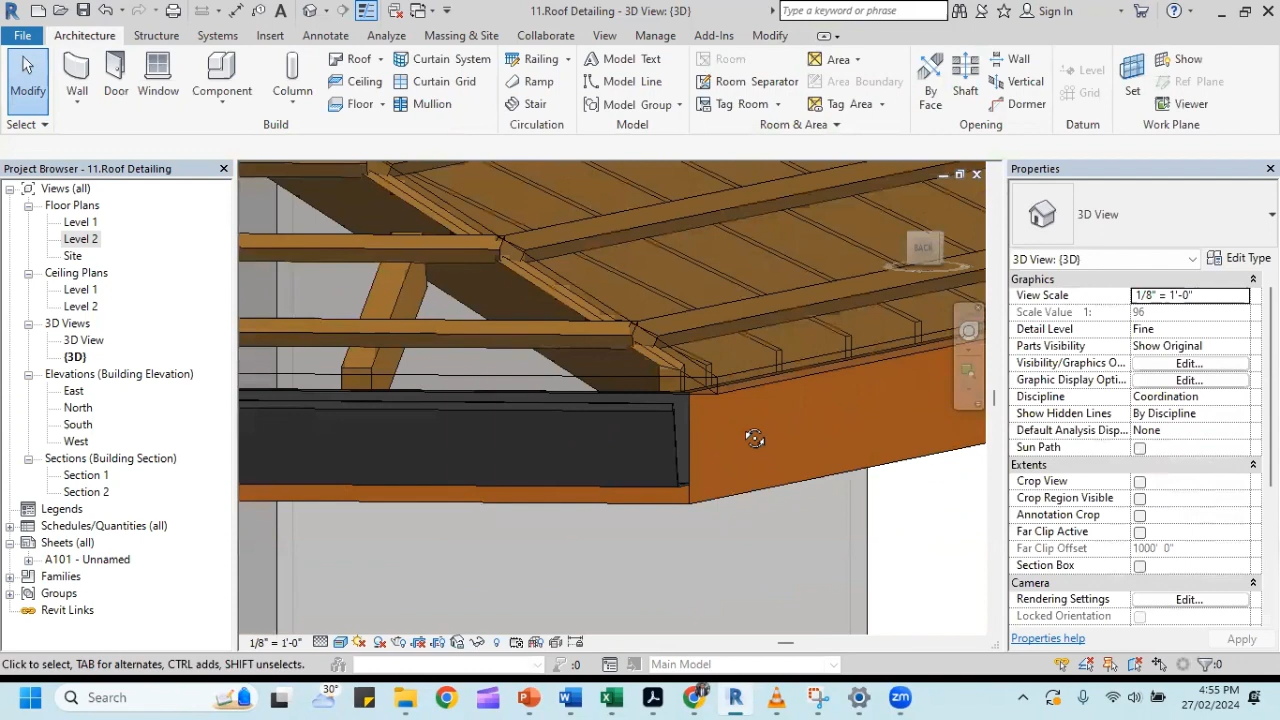 11.Roof Detailing - 3D View: {3D}
Type a keyword or phrase
Sign In
File Architecture Structure Systems Insert Annotate Analyze Massing & Site Collaborate View Manage Add-Ins Modify
Modify
Wall
Door
Window
Component
Column
Roof
Ceiling
Floor
Curtain System
Curtain Grid
Mullion
Railing
Ramp
Stair
Model Text
Model Line
Model Group
Room
Room Separator
Tag Room
Area
Area Boundary
Tag Area
By Face
Shaft
Wall
Vertical
Dormer
Level
Grid
Set
Show
Ref Plane
Viewer
Select Build Circulation Model Room & Area Opening Datum Work Plane
Project Browser - 11.Roof Detailing
Views (all)
Floor Plans
Level 1
Level 2
Site
Ceiling Plans
Level 1
Level 2
3D Views
3D View
{3D}
Elevations (Building Elevation)
East
North
South
West
Sections (Building Section)
Section 1
Section 2
Legends
Schedules/Quantities (all)
Sheets (all)
A101 - Unnamed
Families
Groups
Revit Links
BACK
Properties
3D View
3D View: {3D} Edit Type
Graphics
View Scale 1/8" = 1'-0"
Scale Value 1: 96
Detail Level Fine
Parts Visibility Show Original
Visibility/Graphics O... Edit...
Graphic Display Opti... Edit...
Discipline Coordination
Show Hidden Lines By Discipline
Default Analysis Disp... None
Sun Path
Extents
Crop View
Crop Region Visible
Annotation Crop
Far Clip Active
Far Clip Offset 1000' 0"
Section Box
Camera
Rendering Settings Edit...
Locked Orientation
Properties help Apply
1/8" = 1'-0"
Click to select, TAB for alternates, CTRL adds, SHIFT unselects.
:0
Main Model
:0
Search
30°
zm
4:55 PM
27/02/2024